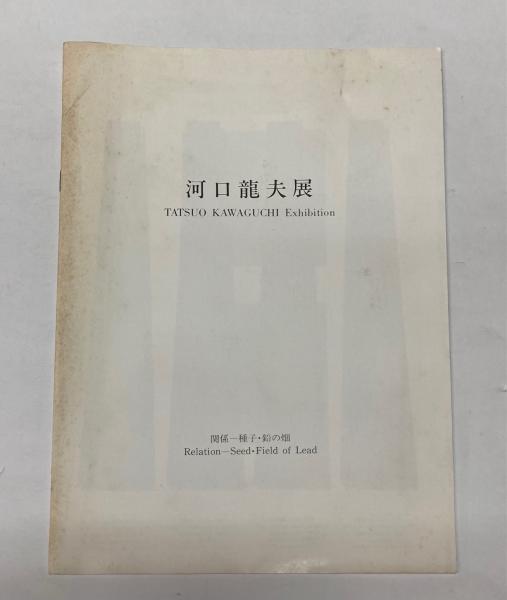 河口龍夫展
TATSUO KAWAGUCHI Exhibition
関係―種子・鉛の畑
Relation—Seed・Field of Lead